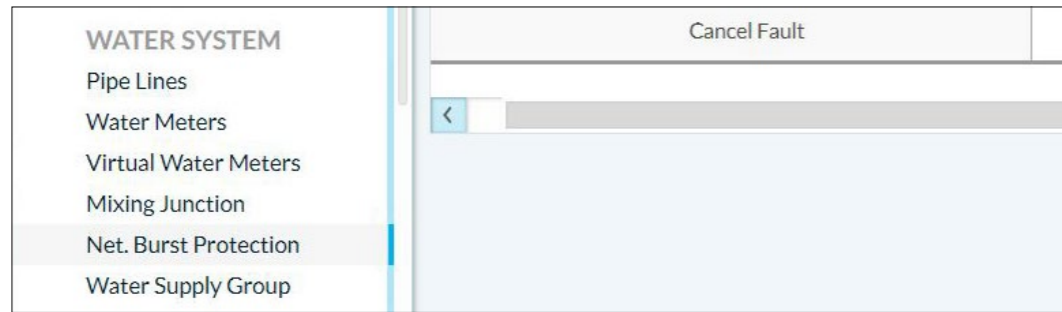 WATER SYSTEM
Pipe Lines
Water Meters
Virtual Water Meters
Mixing Junction
Net. Burst Protection
Water Supply Group
Cancel Fault